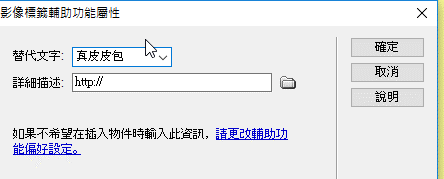 影像標籤輔助功能屬性
替代文字: 真皮皮包
確定
取消
詳細描述: http://
說明
如果不希望在插入物件時輸入此資訊，請更改輔助功
能偏好設定。